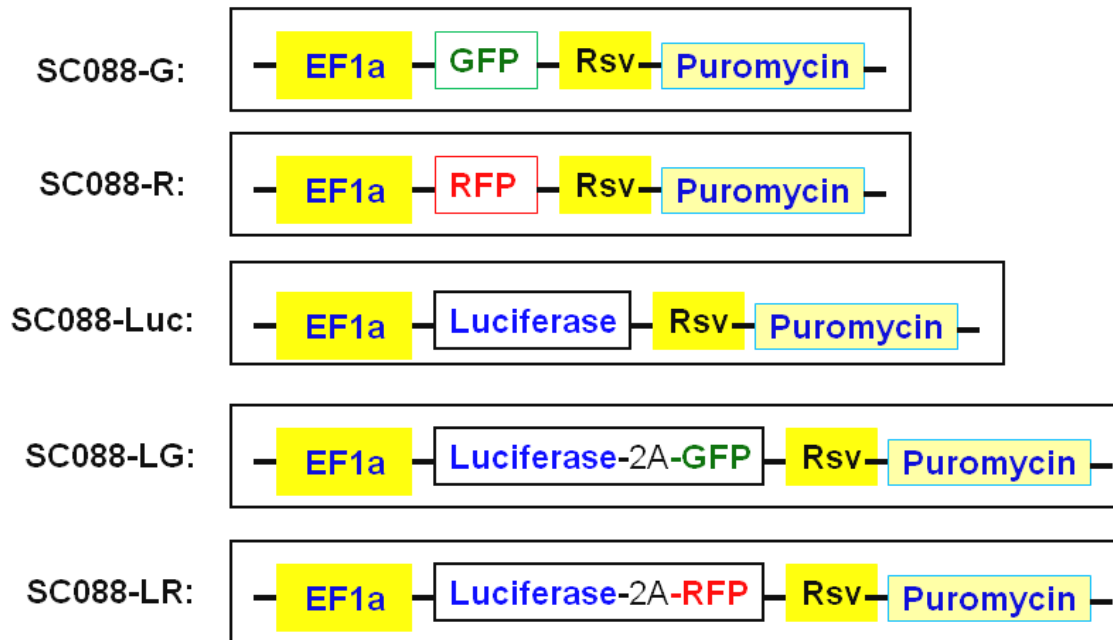 SC088-G: EF1a GFP Rsv Puromycin
SC088-R: EF1a RFP Rsv Puromycin
SC088-Luc: EF1a Luciferase Rsv Puromycin
SC088-LG: EF1a Luciferase-2A-GFP Rsv Puromycin
SC088-LR: EF1a Luciferase-2A-RFP Rsv Puromycin